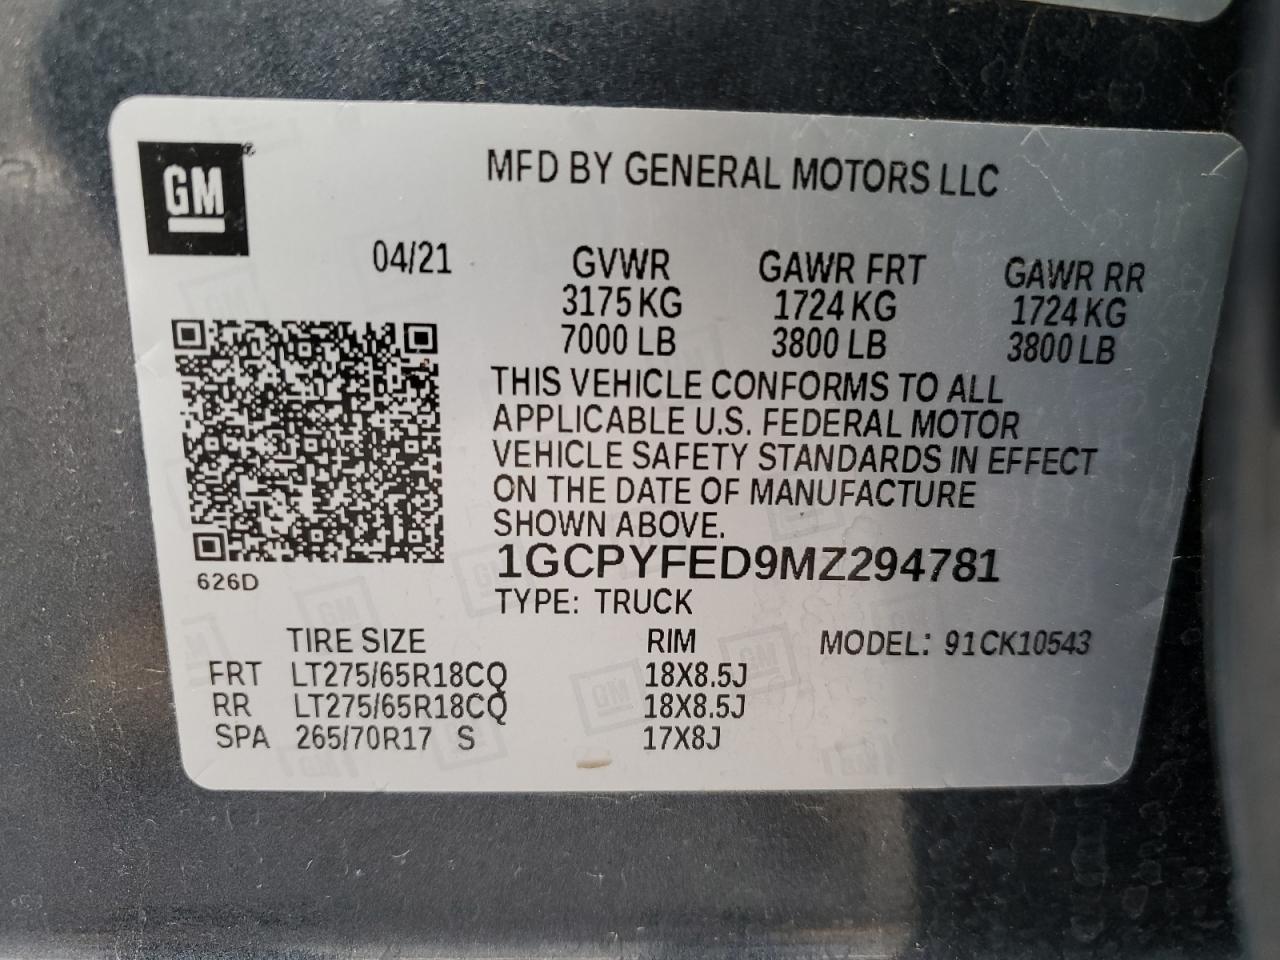 GM
MFD BY GENERAL MOTORS LLC
04/21
GVWR GAWR FRT GAWR RR
3175 KG 1724 KG 1724 KG
7000 LB 3800 LB 3800 LB
THIS VEHICLE CONFORMS TO ALL
APPLICABLE U.S. FEDERAL MOTOR
VEHICLE SAFETY STANDARDS IN EFFECT
ON THE DATE OF MANUFACTURE
SHOWN ABOVE.
1GCPYFED9MZ294781
626D
TYPE: TRUCK
TIRE SIZE RIM MODEL: 91CK10543
FRT LT275/65R18CQ 18X8.5J
RR LT275/65R18CQ 18X8.5J
SPA 265/70R17 S 17X8J